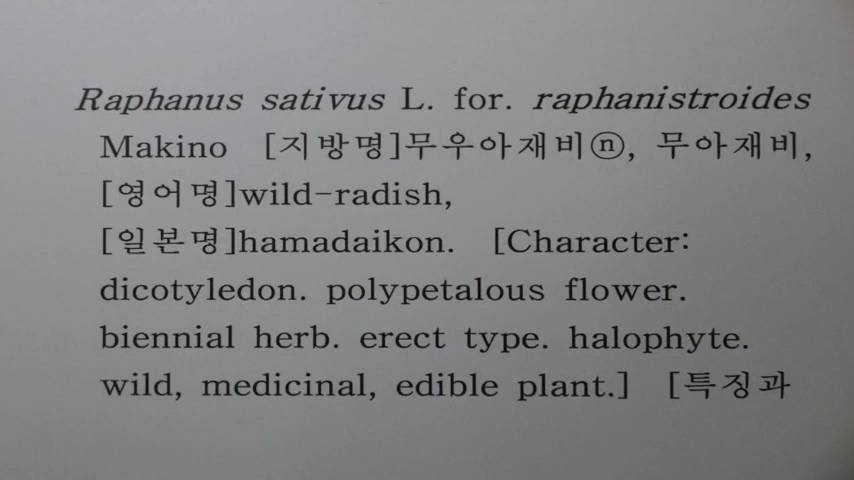 Raphanus sativus L. for. raphanistroides
Makino [지방명]무우아재비ⓝ, 무아재비,
[영어명]wild-radish,
[일본명]hamadaikon. [Character:
dicotyledon. polypetalous flower.
biennial herb. erect type. halophyte.
wild, medicinal, edible plant.] [특징과